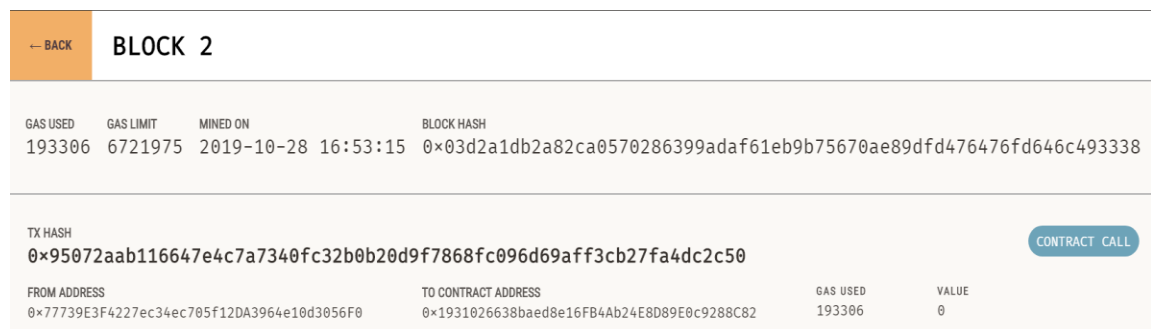 ← BACK BLOCK 2
GAS USED GAS LIMIT MINED ON BLOCK HASH
193306 6721975 2019-10-28 16:53:15 0×03d2a1db2a82ca0570286399adaf61eb9b75670ae89dfd476476fd646c493338
TX HASH
0×95072aab116647e4c7a7340fc32b0b20d9f7868fc096d69aff3cb27fa4dc2c50 CONTRACT CALL
FROM ADDRESS TO CONTRACT ADDRESS GAS USED VALUE
0×77739E3F4227ec34ec705f12DA3964e10d3056F0 0×1931026638baed8e16FB4Ab24E8D89E0c9288C82 193306 0